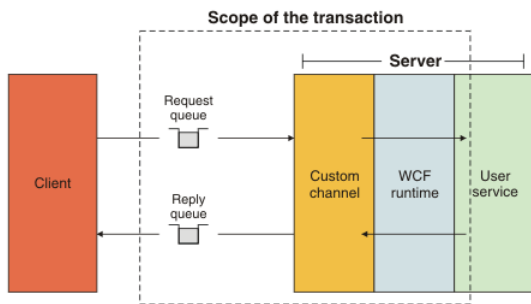 Scope of the transaction
Server
Request
queue
Client
Custom
channel
WCF
runtime
User
service
Reply
queue